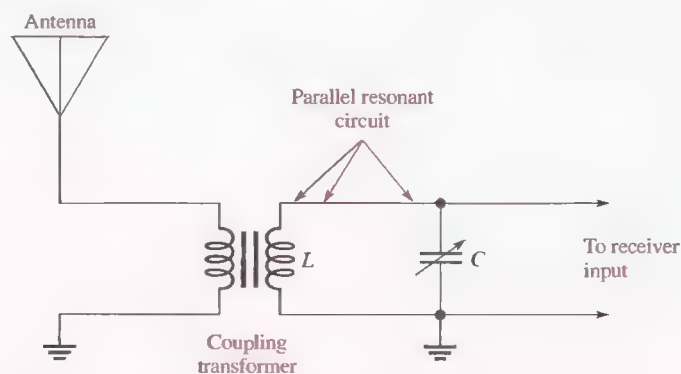 Antenna
Parallel resonant
circuit
L
C
To receiver
input
Coupling
transformer